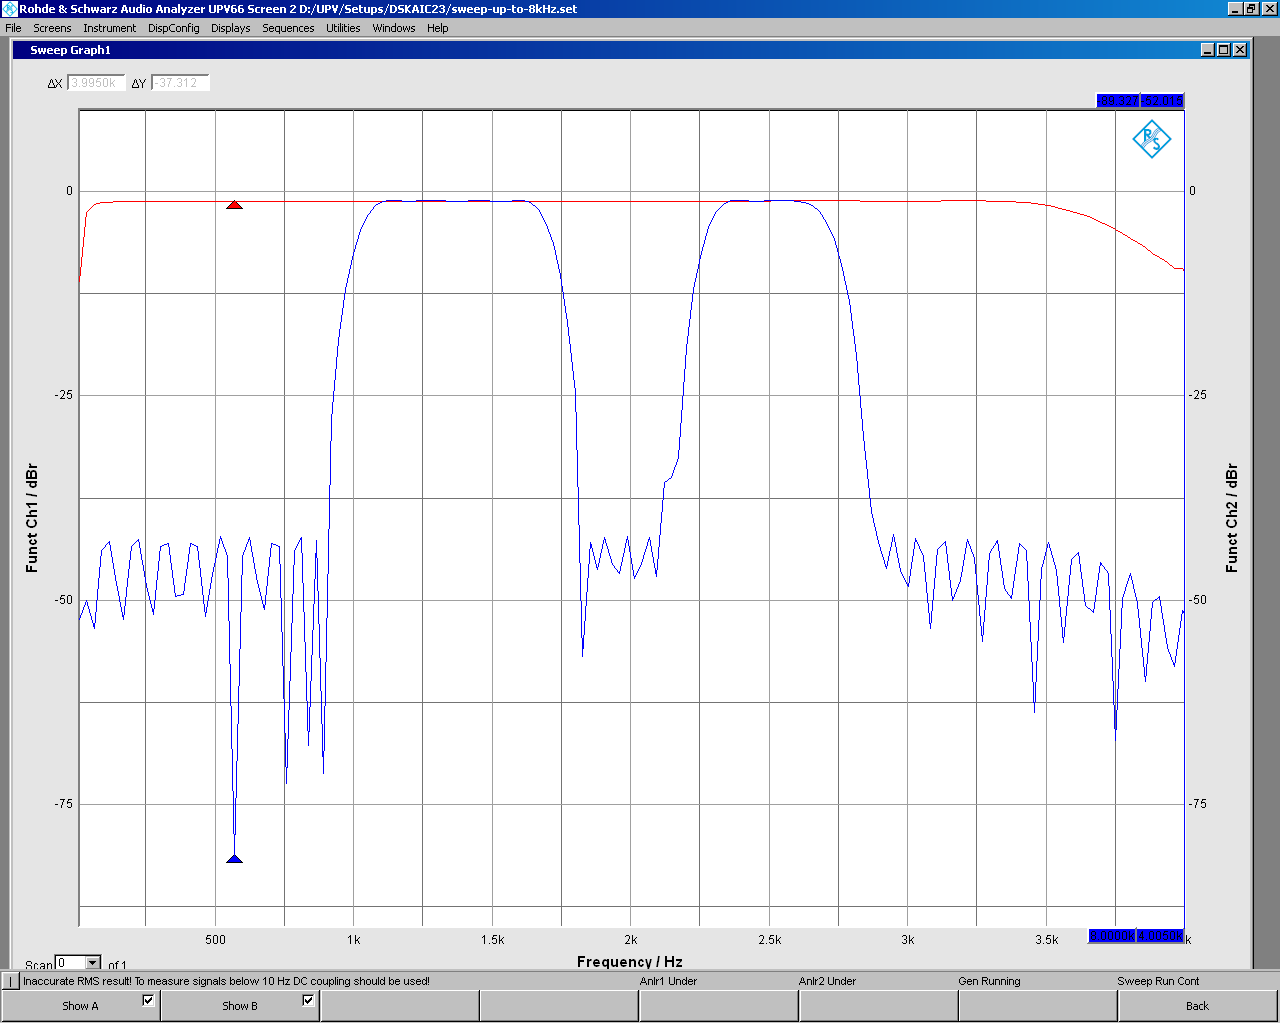 Rohde & Schwarz Audio Analyzer UPV66 Screen 2 D:/UPV/Setups/DSKAIC23/sweep-up-to-8kHz.set
File Screens Instrument DispConfig Displays Sequences Utilities Windows Help
Sweep Graph1
ΔX 3.9950k ΔY -37.312
R S
0 0
-25 -25
-50 -50
-75 -75
Funct Ch1 / dBr
Funct Ch2 / dBr
500 1k 1.5k 2k 2.5k 3k 3.5k k
Frequency / Hz
Scan 0 of 1
Inaccurate RMS result! To measure signals below 10 Hz DC coupling should be used! Anlr1 Under Anlr2 Under Gen Running Sweep Run Cont
Show A Show B Back